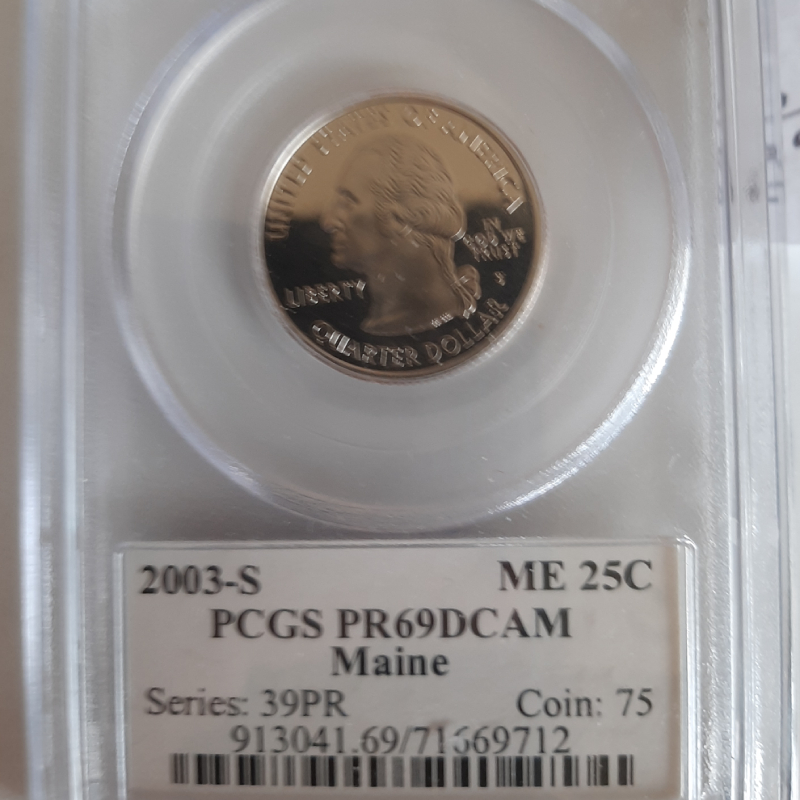 UNITED STATES OF AMERICA
IN
GOD WE
TRUST
LIBERTY
S
QUARTER DOLLAR
2003-S ME 25C
PCGS PR69DCAM
Maine
Series: 39PR Coin: 75
913041.69/71669712